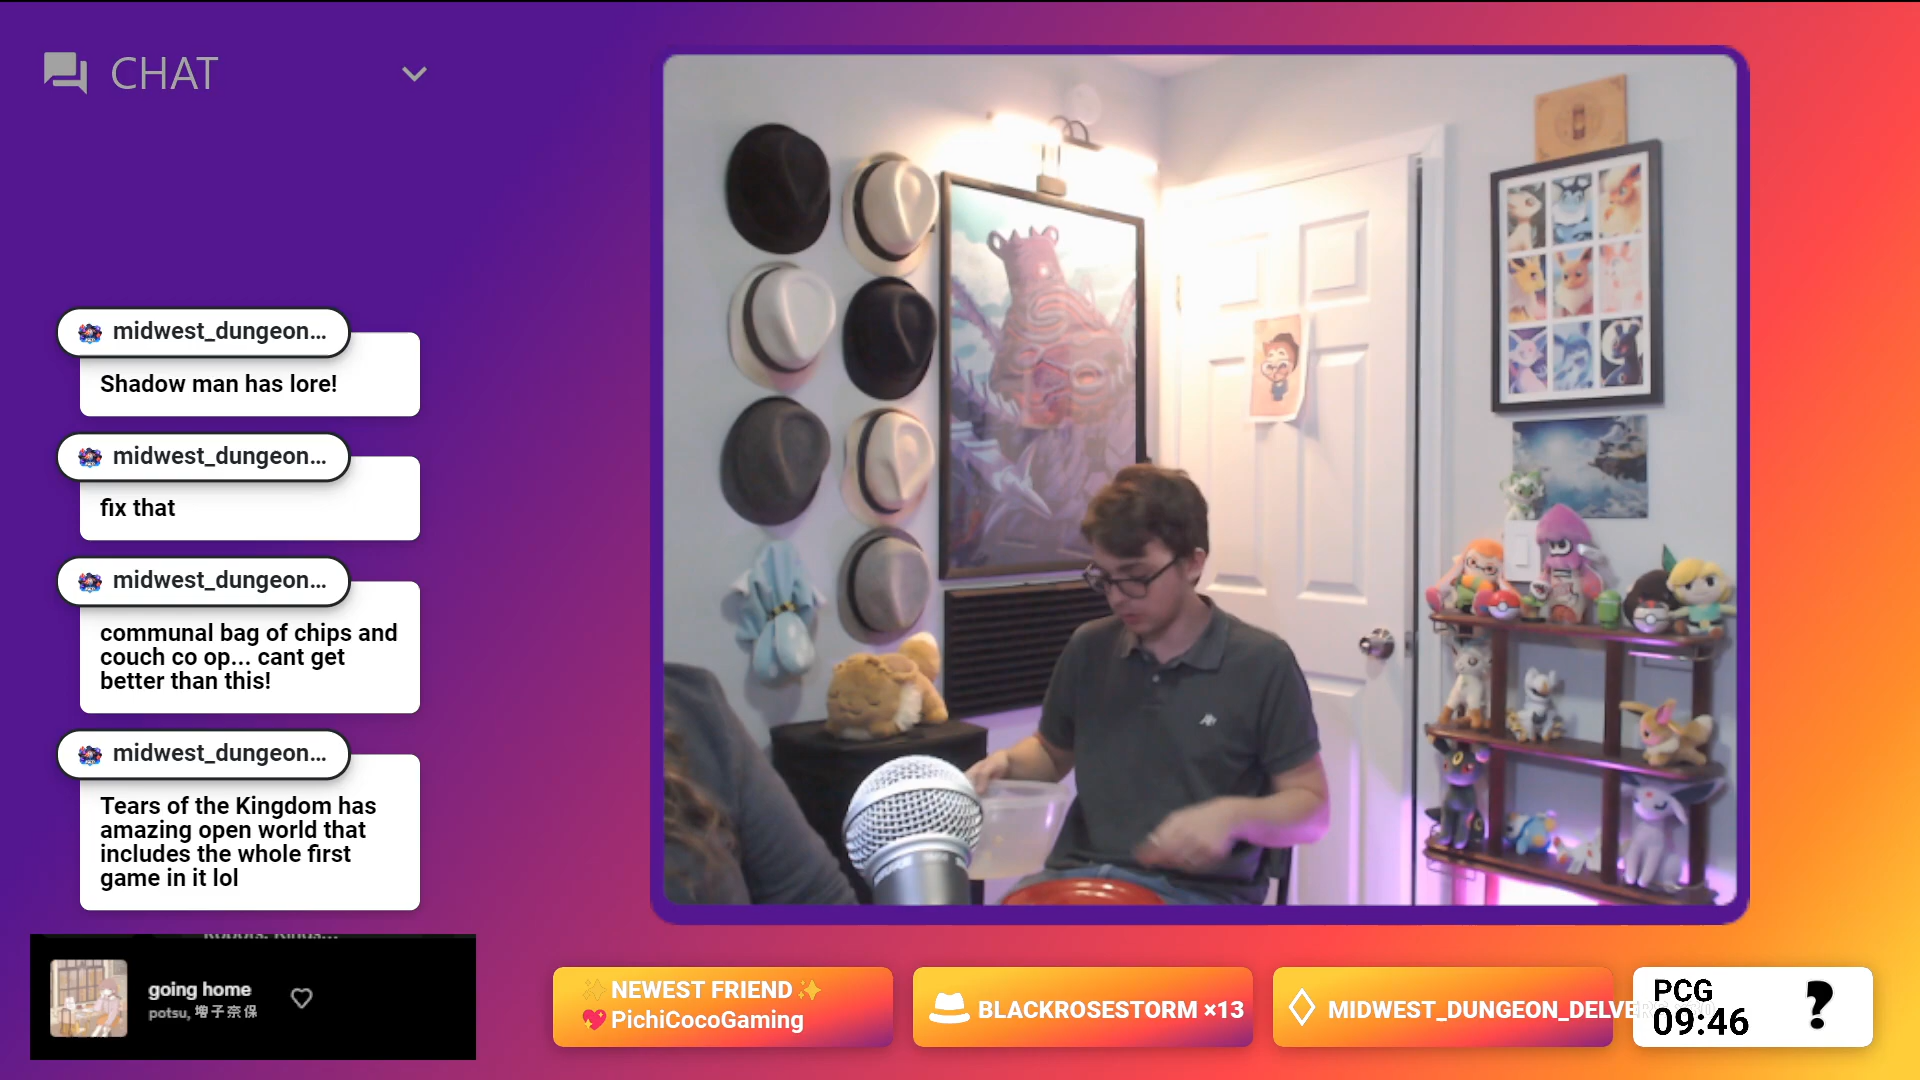 CHAT
midwest_dungeon...
Shadow man has lore!
midwest_dungeon...
fix that
midwest_dungeon...
communal bag of chips and
couch co op... cant get
better than this!
midwest_dungeon...
Tears of the Kingdom has
amazing open world that
includes the whole first
game in it lol
going home
potsu, 増子奈保
✨NEWEST FRIEND✨
💖PichiCocoGaming
BLACKROSESTORM ×13
MIDWEST_DUNGEON_DELVE
PCG
09:46
?